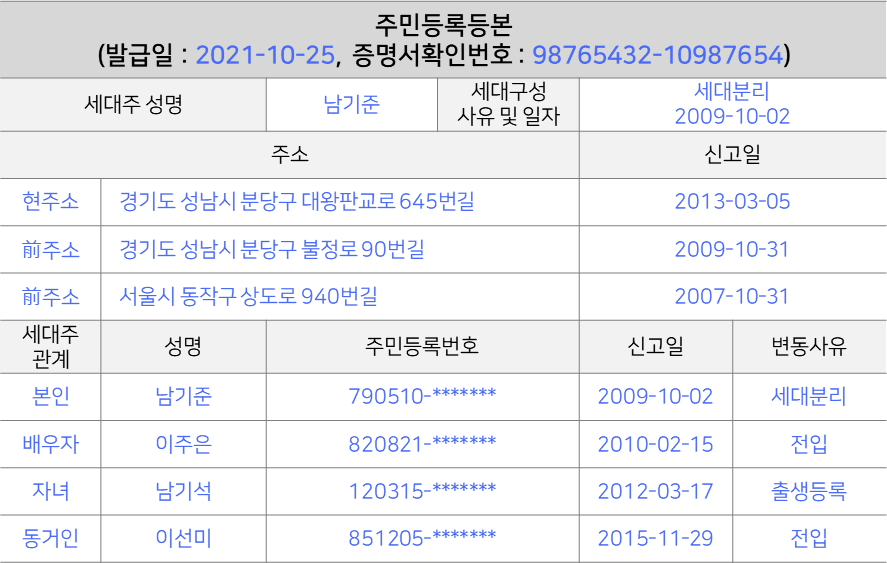 주민등록등본
(발급일 : 2021-10-25, 증명서확인번호 : 98765432-10987654)
세대주 성명 남기준 세대구성 사유 및 일자 세대분리 2009-10-02
주소 신고일
현주소 경기도 성남시 분당구 대왕판교로 645번길 2013-03-05
前주소 경기도 성남시 분당구 불정로 90번길 2009-10-31
前주소 서울시 동작구 상도로 940번길 2007-10-31
세대주 관계 성명 주민등록번호 신고일 변동사유
본인 남기준 790510-******* 2009-10-02 세대분리
배우자 이주은 820821-******* 2010-02-15 전입
자녀 남기석 120315-******* 2012-03-17 출생등록
동거인 이선미 851205-******* 2015-11-29 전입